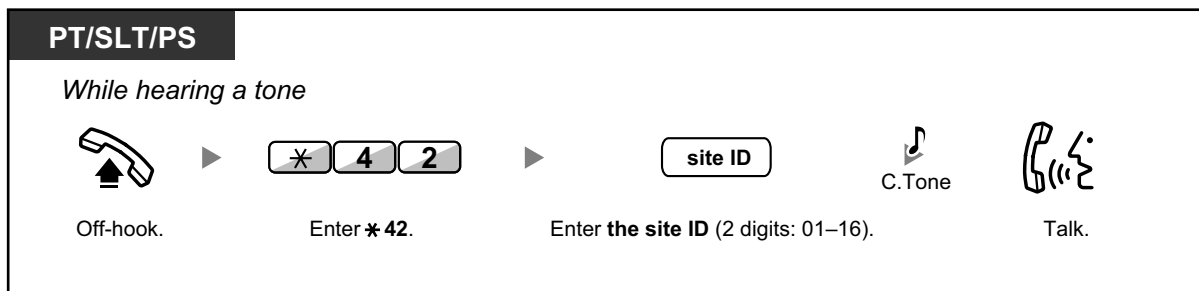 PT/SLT/PS
While hearing a tone
* 4 2
site ID
C.Tone
Off-hook.
Enter * 42.
Enter the site ID (2 digits: 01–16).
Talk.